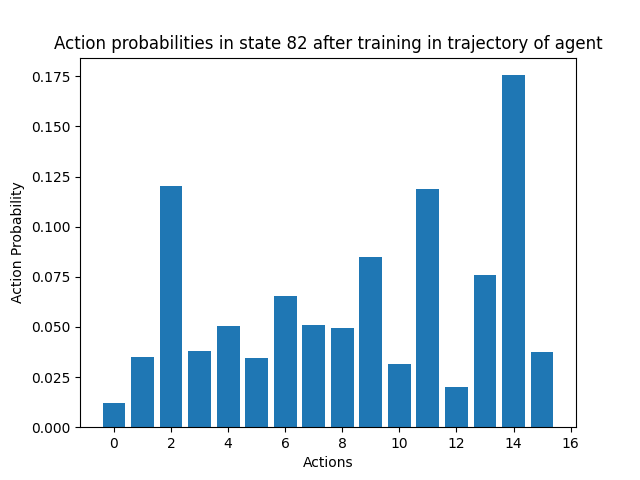 Action probabilities in state 82 after training in trajectory of agent
0.175
0.150
0.125
0.100
0.075
0.050
0.025
0.000
Action Probability
0 2 4 6 8 10 12 14 16
Actions